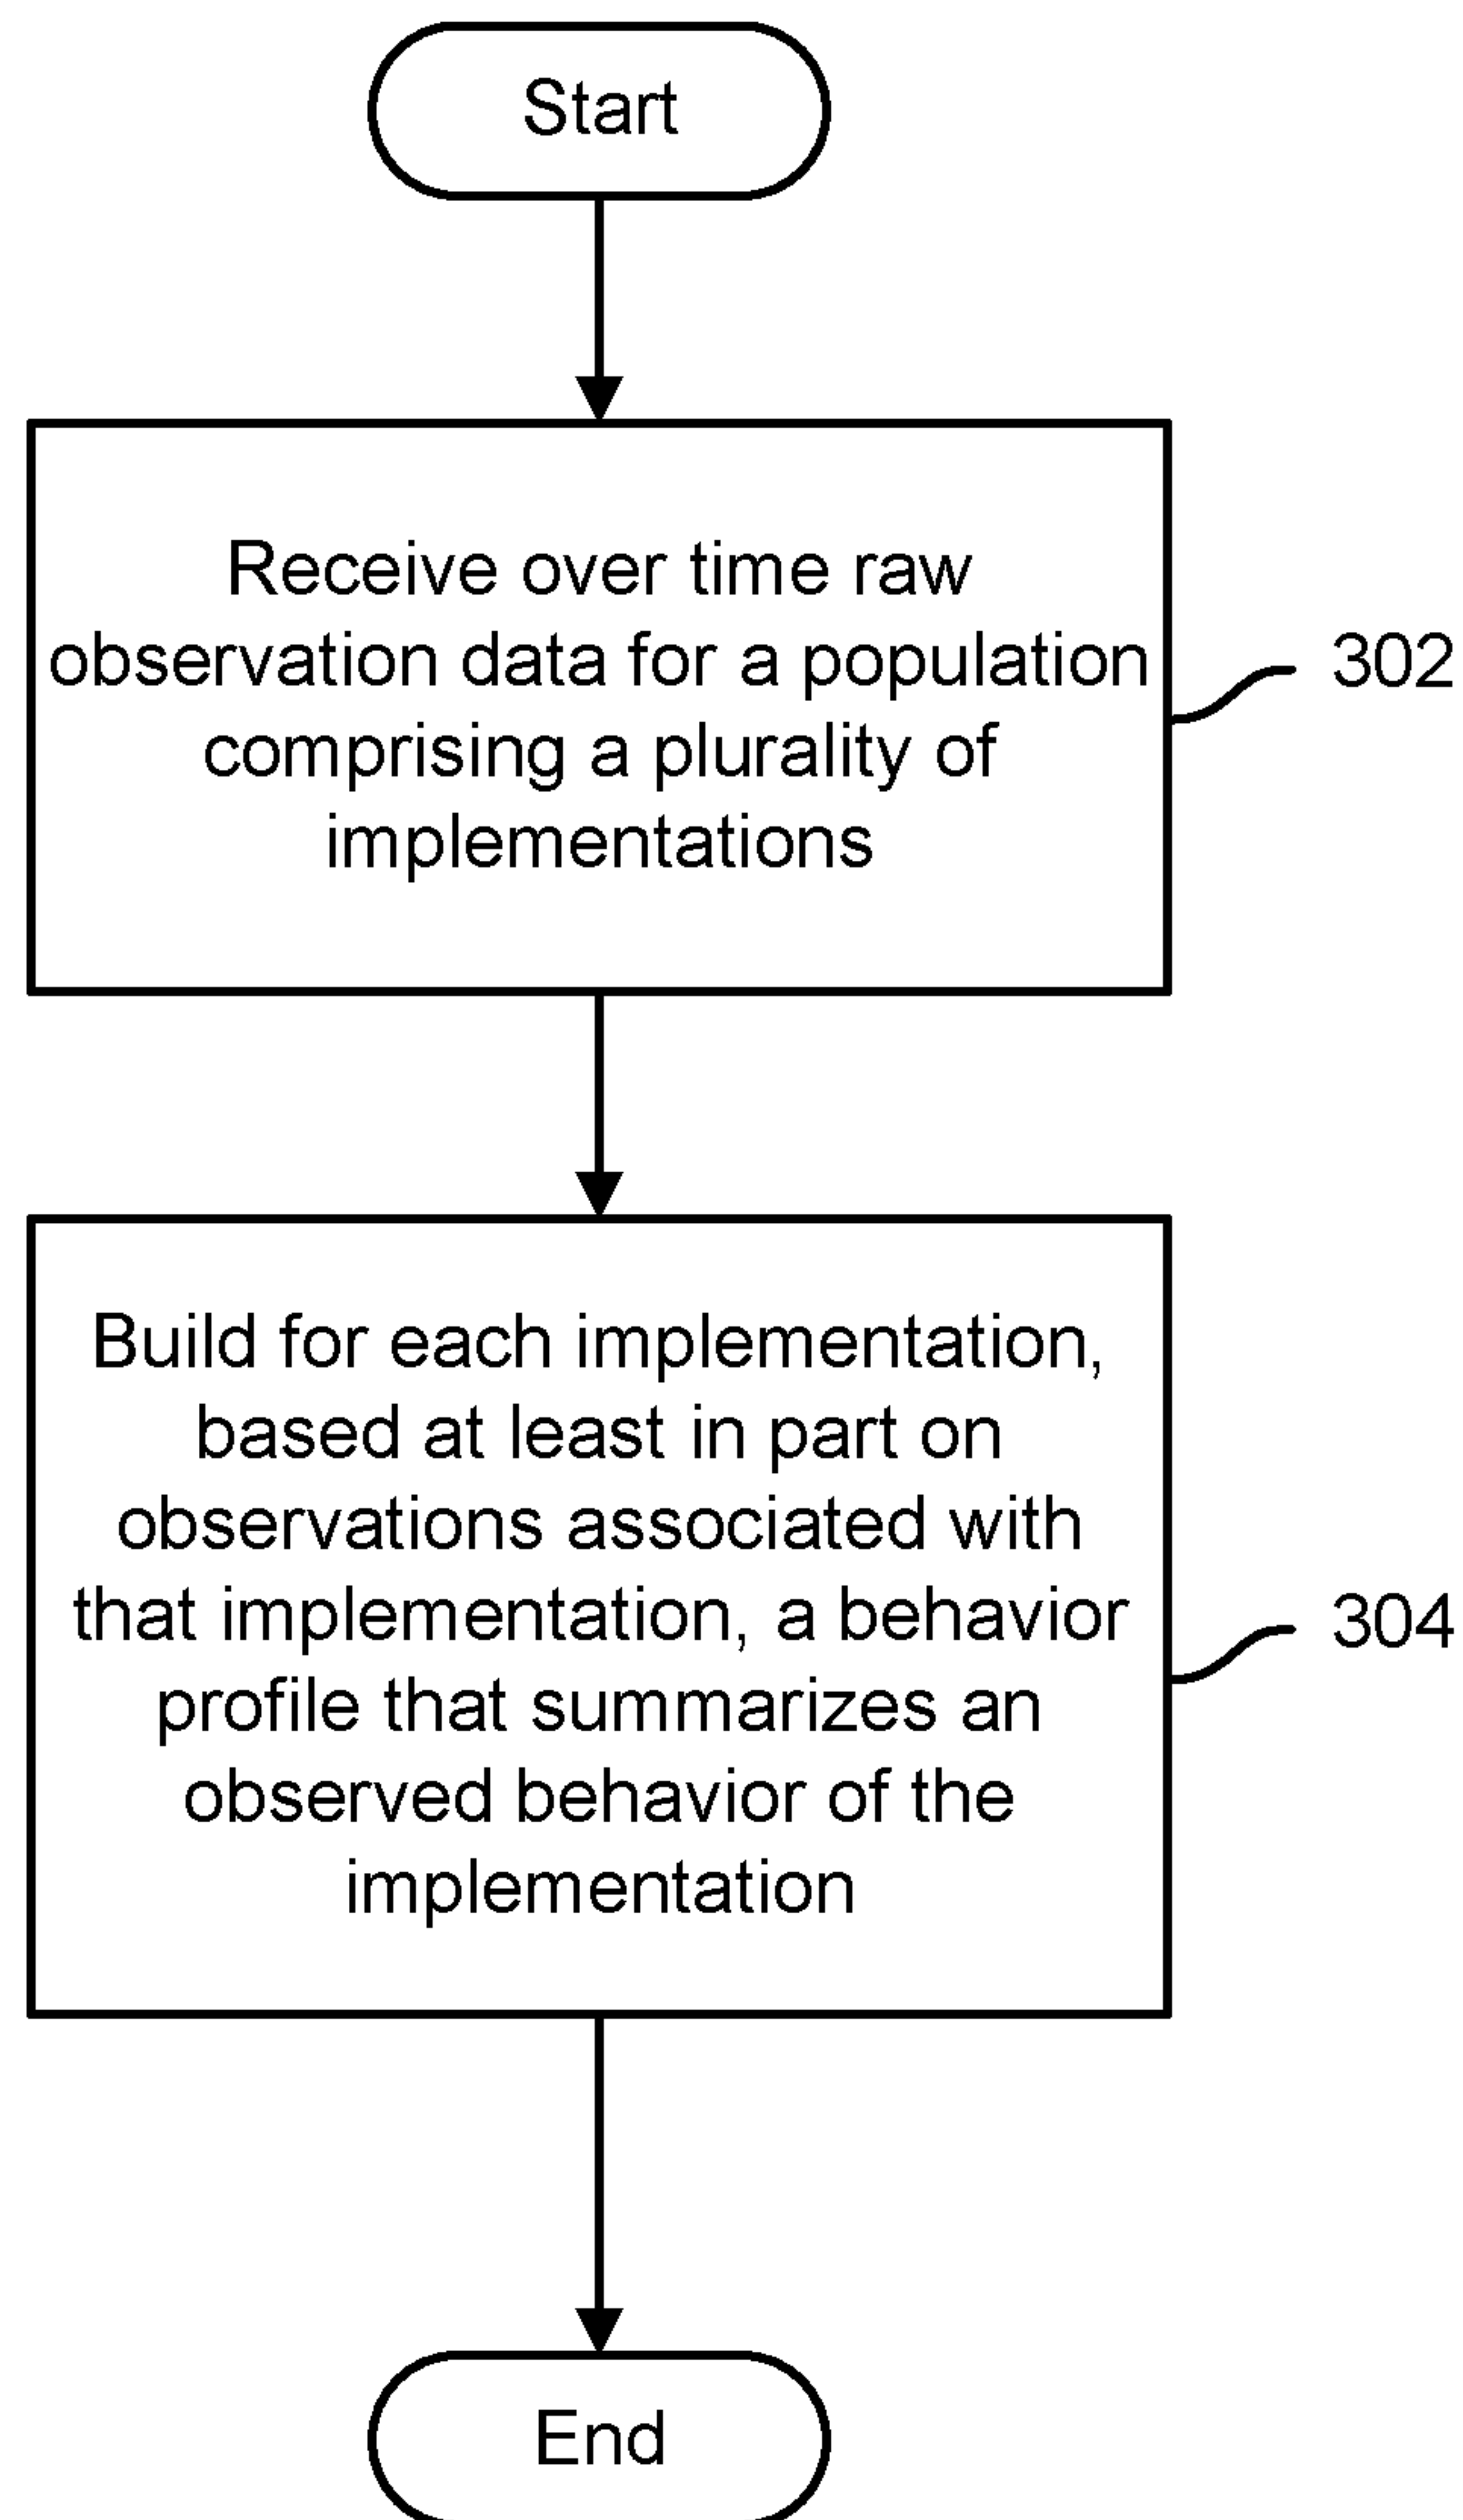 Start
Receive over time raw
observation data for a population
comprising a plurality of
implementations
302
Build for each implementation,
based at least in part on
observations associated with
that implementation, a behavior
profile that summarizes an
observed behavior of the
implementation
304
End